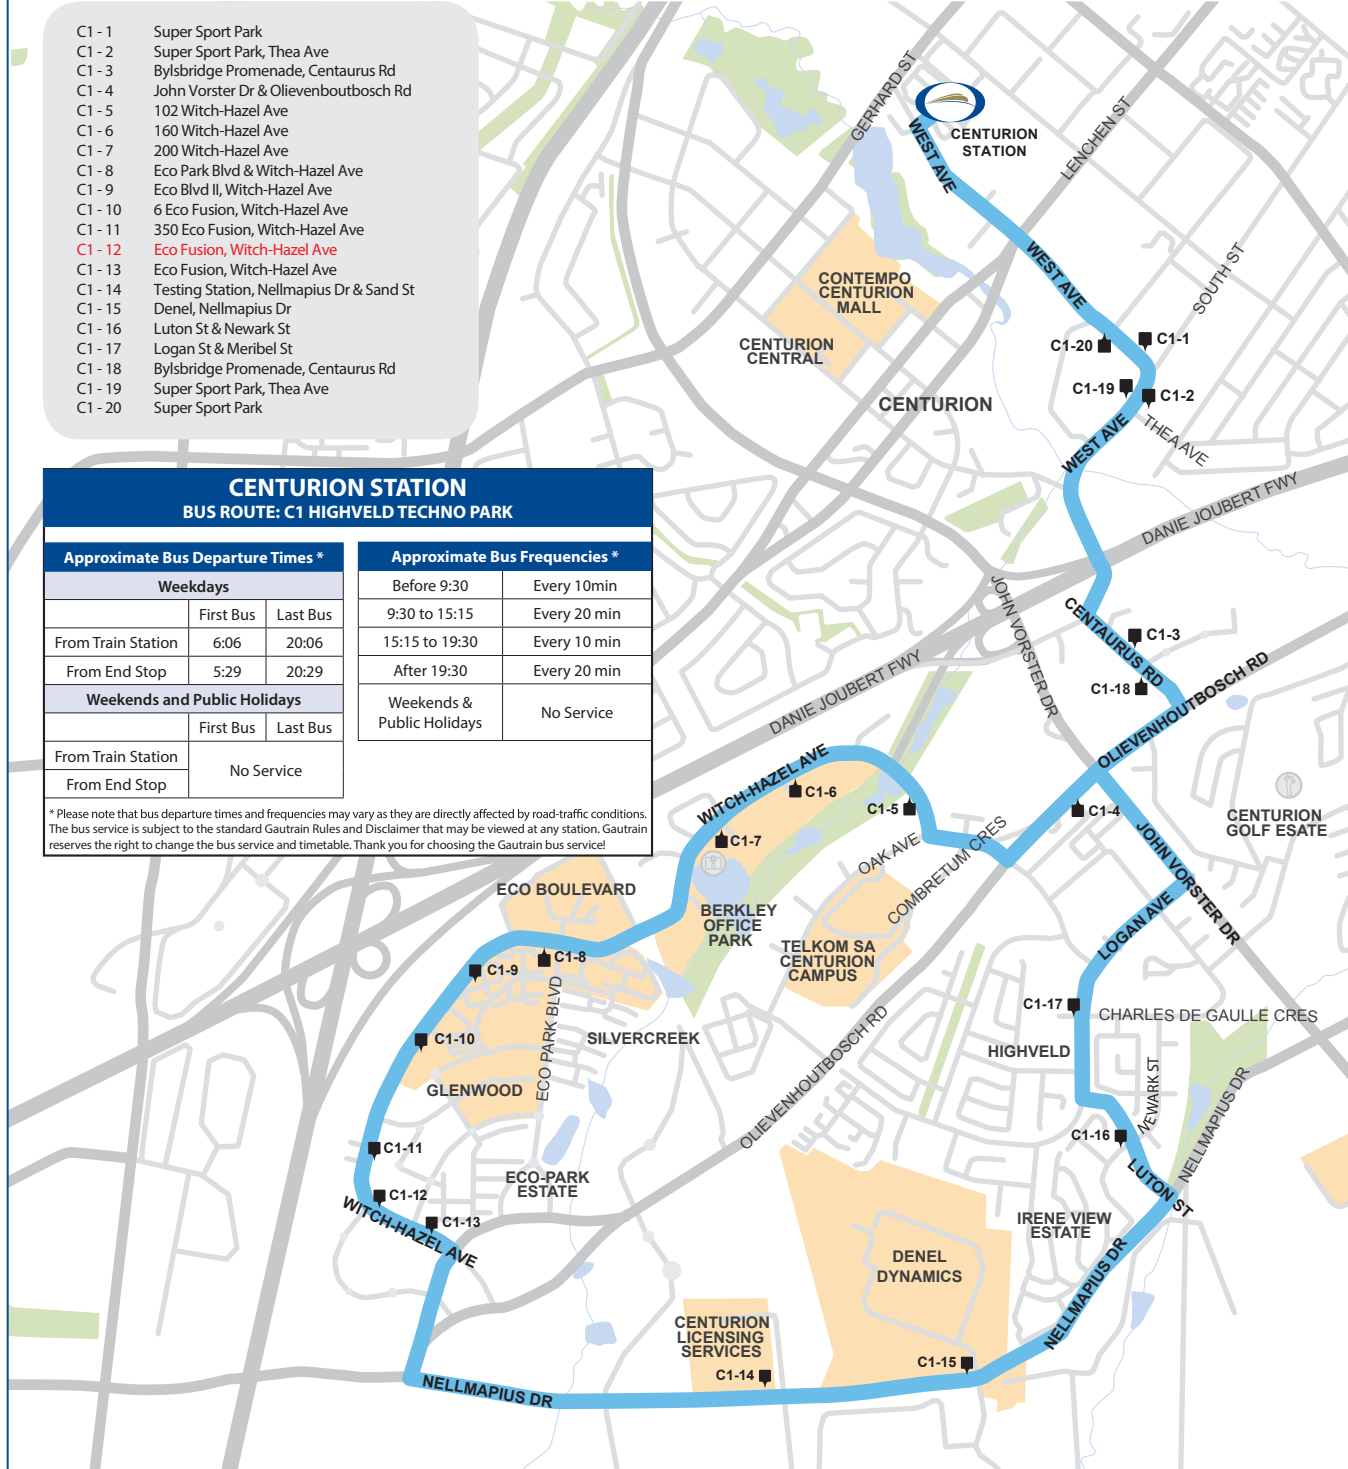 C1 - 1 Super Sport Park
C1 - 2 Super Sport Park, Thea Ave
C1 - 3 Bylsbridge Promenade, Centaurus Rd
C1 - 4 John Vorster Dr & Olievenboutbosch Rd
C1 - 5 102 Witch-Hazel Ave
C1 - 6 160 Witch-Hazel Ave
C1 - 7 200 Witch-Hazel Ave
C1 - 8 Eco Park Blvd & Witch-Hazel Ave
C1 - 9 Eco Blvd II, Witch-Hazel Ave
C1 - 10 6 Eco Fusion, Witch-Hazel Ave
C1 - 11 350 Eco Fusion, Witch-Hazel Ave
C1 - 12 Eco Fusion, Witch-Hazel Ave
C1 - 13 Eco Fusion, Witch-Hazel Ave
C1 - 14 Testing Station, Nellmapius Dr & Sand St
C1 - 15 Denel, Nellmapius Dr
C1 - 16 Luton St & Newark St
C1 - 17 Logan St & Meribel St
C1 - 18 Bylsbridge Promenade, Centaurus Rd
C1 - 19 Super Sport Park, Thea Ave
C1 - 20 Super Sport Park
CENTURION STATION
BUS ROUTE: C1 HIGHVELD TECHNO PARK
Approximate Bus Departure Times *
Weekdays
First Bus Last Bus
From Train Station 6:06 20:06
From End Stop 5:29 20:29
Weekends and Public Holidays
First Bus Last Bus
From Train Station
No Service
From End Stop
Approximate Bus Frequencies *
Before 9:30 Every 10min
9:30 to 15:15 Every 20 min
15:15 to 19:30 Every 10 min
After 19:30 Every 20 min
Weekends &
Public Holidays
No Service
* Please note that bus departure times and frequencies may vary as they are directly affected by road-traffic conditions.
The bus service is subject to the standard Gautrain Rules and Disclaimer that may be viewed at any station. Gautrain
reserves the right to change the bus service and timetable. Thank you for choosing the Gautrain bus service!
GERHARD ST
CENTURION
STATION
WEST AVE
LENCHEN ST
WEST AVE
SOUTH ST
CONTEMPO
CENTURION
MALL
CENTURION
CENTRAL
C1-20
C1-1
C1-19
C1-2
CENTURION
THEA AVE
WEST AVE
DANIE JOUBERT FWY
JOHN VORSTER DR
CENTAURUS RD
C1-3
C1-18
OLIEVENHOUTBOSCH RD
DANIE JOUBERT FWY
WITCH-HAZEL AVE
C1-6
C1-5
C1-4
C1-7
CENTURION
GOLF ESATE
OAK AVE
COMBRETUM CRES
JOHN VORSTER DR
ECO BOULEVARD
BERKLEY
OFFICE
PARK
LOGAN AVE
TELKOM SA
CENTURION
CAMPUS
C1-8
C1-9
ECO PARK BLVD
C1-17
CHARLES DE GAULLE CRES
C1-10
SILVERCREEK
OLIEVENHOUTBOSCH RD
HIGHVELD
GLENWOOD
NEWARK ST
NELLMAPIUS DR
C1-11
C1-16
ECO-PARK
ESTATE
LUTON ST
C1-12
WITCH-HAZEL AVE
C1-13
IRENE VIEW
ESTATE
DENEL
DYNAMICS
NELLMAPIUS DR
CENTURION
LICENSING
SERVICES
C1-15
C1-14
NELLMAPIUS DR